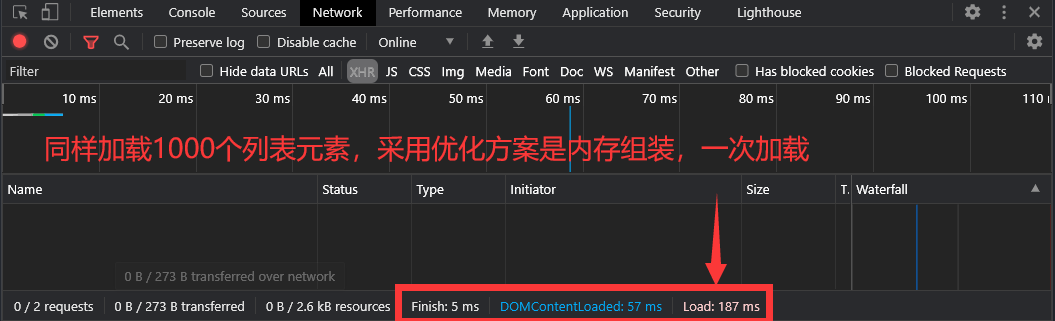 Elements Console Sources Network Performance Memory Application Security Lighthouse
Preserve log Disable cache Online
Filter Hide data URLs All XHR JS CSS Img Media Font Doc WS Manifest Other Has blocked cookies Blocked Requests
10 ms 20 ms 30 ms 40 ms 50 ms 60 ms 70 ms 80 ms 90 ms 100 ms 110
同样加载1000个列表元素，采用优化方案是内存组装，一次加载
Name Status Type Initiator Size T. Waterfall
0 B / 273 B transferred over network
0 / 2 requests 0 B / 273 B transferred 0 B / 2.6 kB resources Finish: 5 ms DOMContentLoaded: 57 ms Load: 187 ms